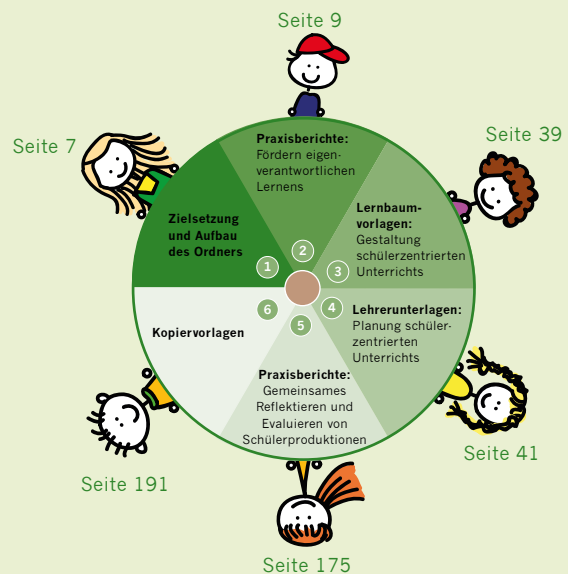 Seite 9
Seite 7
Seite 39
Praxisberichte:
Fördern eigen-
verantwortlichen
Lernens
Zielsetzung
und Aufbau
des Ordners
Lernbaum-
vorlagen:
Gestaltung
schülerzentrierten
Unterrichts
1
2
3
6
5
4
Kopiervorlagen
Lehrerunterlagen:
Planung schüler-
zentrierten
Unterrichts
Praxisberichte:
Gemeinsames
Reflektieren und
Evaluieren von
Schülerproduktionen
Seite 41
Seite 191
Seite 175